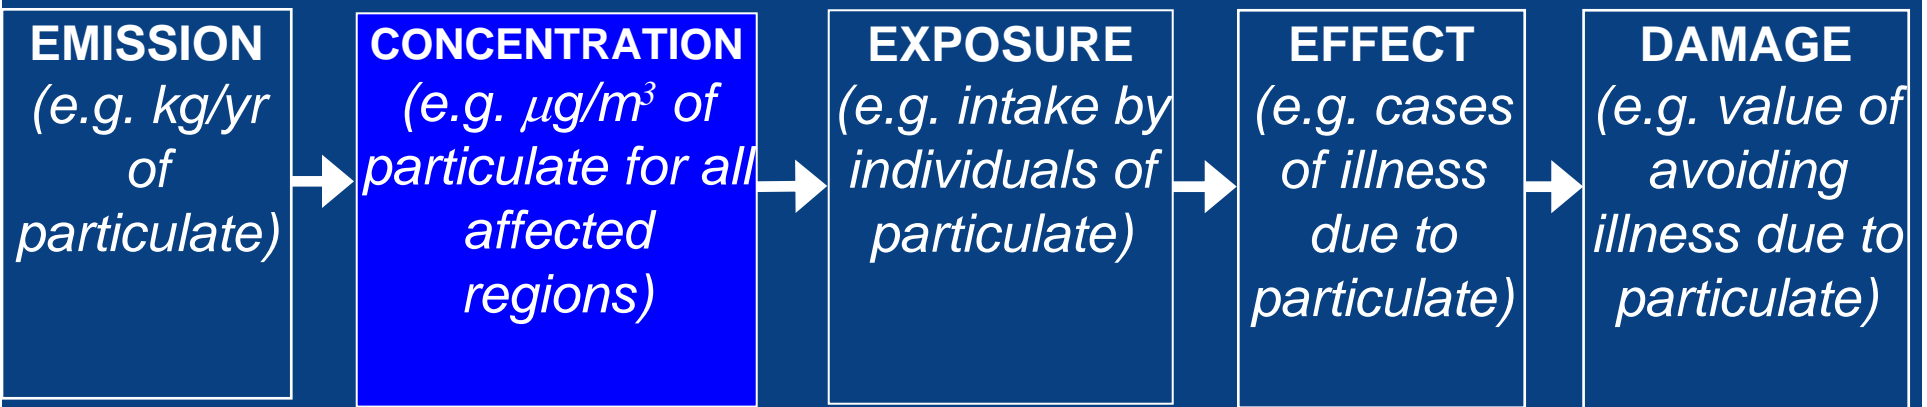 EMISSION
(e.g. kg/yr
of
particulate)
CONCENTRATION
(e.g. μg/m³ of
particulate for all
affected
regions)
EXPOSURE
(e.g. intake by
individuals of
particulate)
EFFECT
(e.g. cases
of illness
due to
particulate)
DAMAGE
(e.g. value of
avoiding
illness due to
particulate)